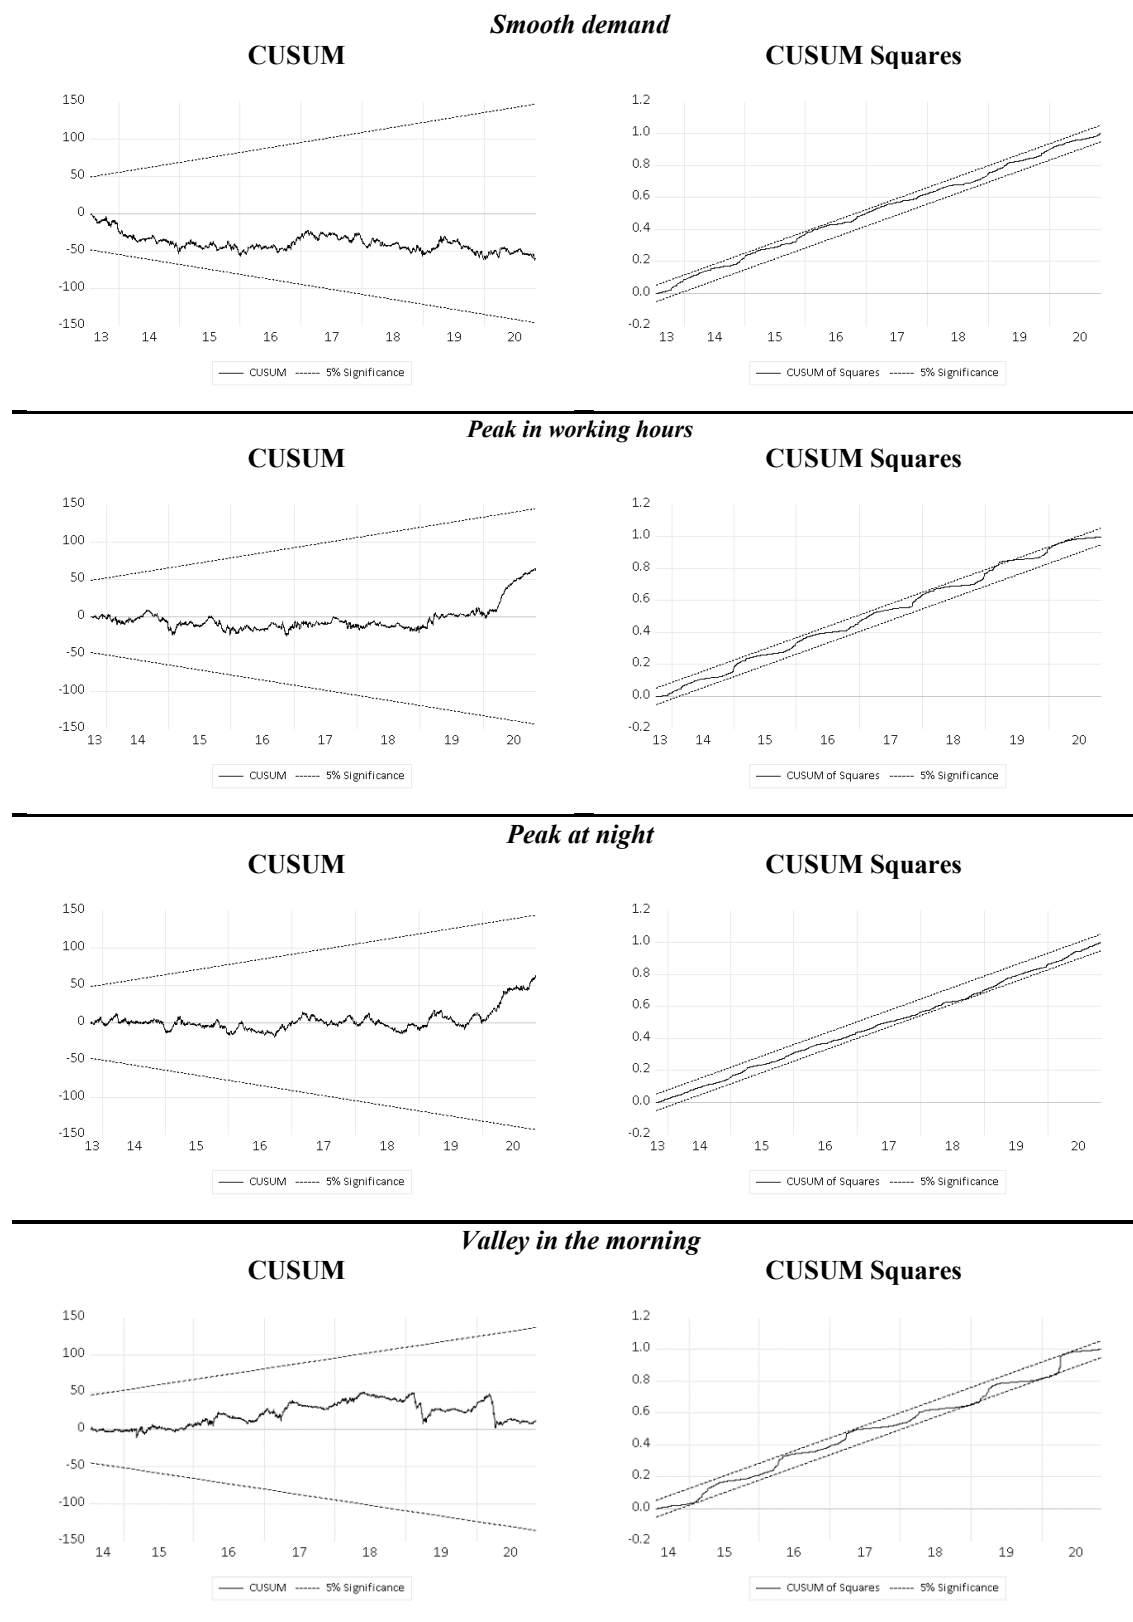 Smooth demand
CUSUM CUSUM Squares
150 1.2
100 1.0
50 0.8
0 0.6
-50 0.4
-100 0.2
-150 0.0
-0.2
13 14 15 16 17 18 19 20 13 14 15 16 17 18 19 20
CUSUM 5% Significance CUSUM of Squares 5% Significance
Peak in working hours
CUSUM CUSUM Squares
150 1.2
100 1.0
50 0.8
0 0.6
-50 0.4
-100 0.2
-150 0.0
-0.2
13 14 15 16 17 18 19 20 13 14 15 16 17 18 19 20
CUSUM 5% Significance CUSUM of Squares 5% Significance
Peak at night
CUSUM CUSUM Squares
150 1.2
100 1.0
50 0.8
0 0.6
-50 0.4
-100 0.2
-150 0.0
-0.2
13 14 15 16 17 18 19 20 13 14 15 16 17 18 19 20
CUSUM 5% Significance CUSUM of Squares 5% Significance
Valley in the morning
CUSUM CUSUM Squares
150 1.2
100 1.0
50 0.8
0 0.6
-50 0.4
-100 0.2
-150 0.0
-0.2
14 15 16 17 18 19 20 14 15 16 17 18 19 20
CUSUM 5% Significance CUSUM of Squares 5% Significance